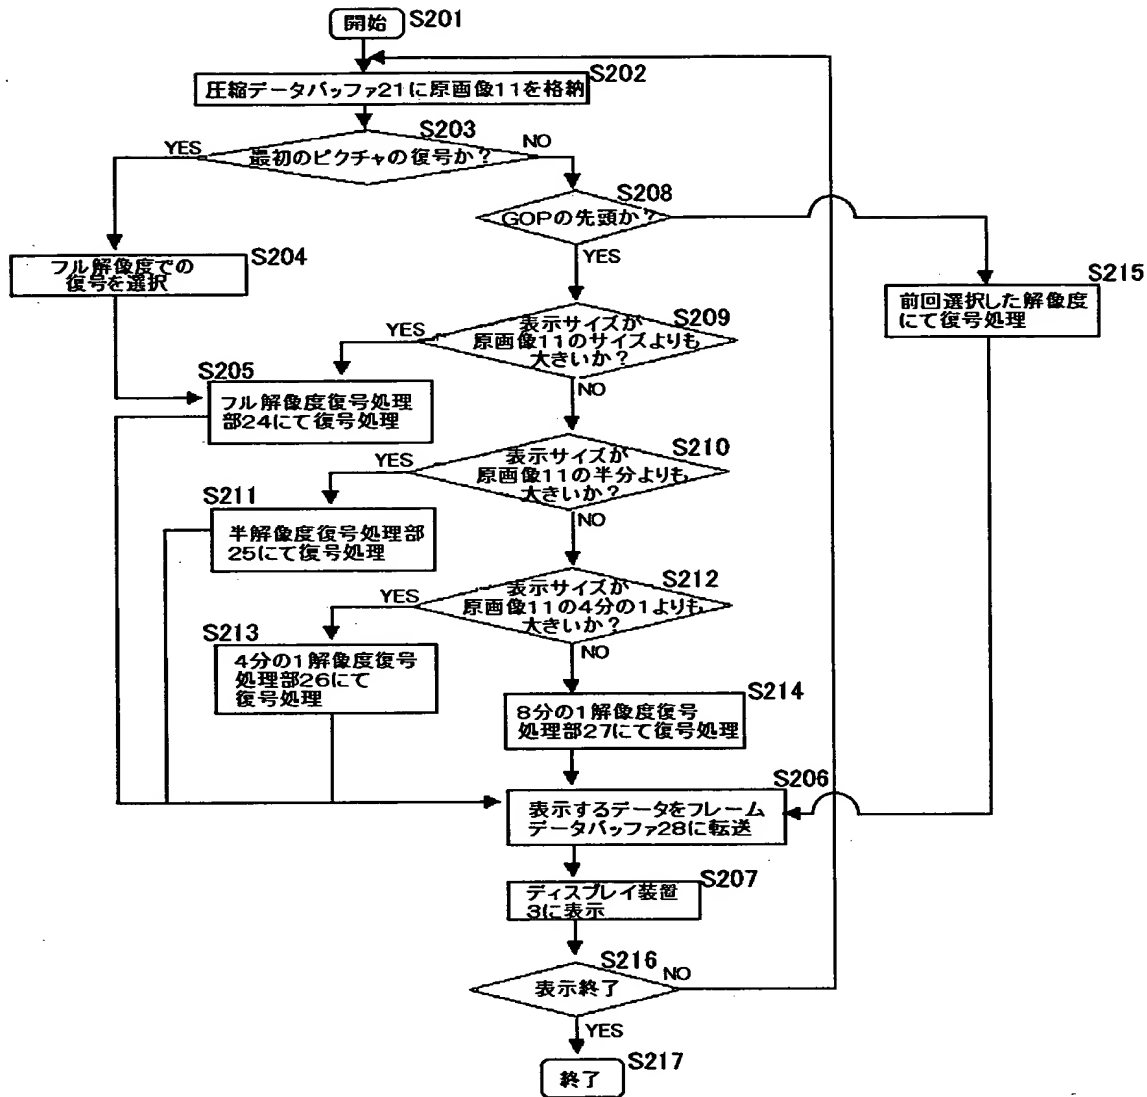 開始
S201
S202
圧縮データバッファ21に原画像11を格納
S203
YES
最初のピクチャの復号か?
NO
S208
GOPの先頭か?
YES
S204
フル解像度での
復号を選択
S215
前回選択した解像度
にて復号処理
S209
YES
表示サイズが
原画像11のサイズよりも
大きいか?
NO
S205
フル解像度復号処理
部24にて復号処理
S210
YES
表示サイズが
原画像11の半分よりも
大きいか?
NO
S211
半解像度復号処理部
25にて復号処理
S212
YES
表示サイズが
原画像11の4分の1よりも
大きいか?
NO
S213
4分の1解像度復号
処理部26にて
復号処理
S214
8分の1解像度復号
処理部27にて復号処理
S206
表示するデータをフレーム
データバッファ28に転送
S207
ディスプレイ装置
3に表示
S216
表示終了
NO
YES
S217
終了